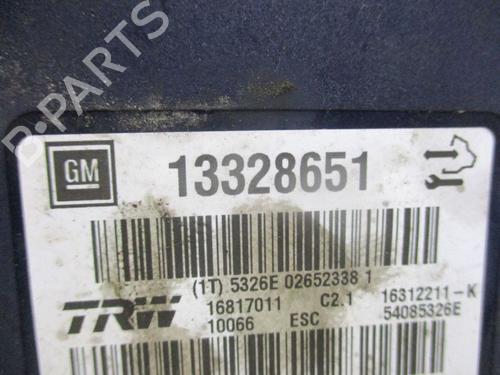 B-PARTS
GM 13328651
(1T) 5326E 02652338 1
TRW 16817011 C2.1 16312211-K
10066 ESC 54085326E